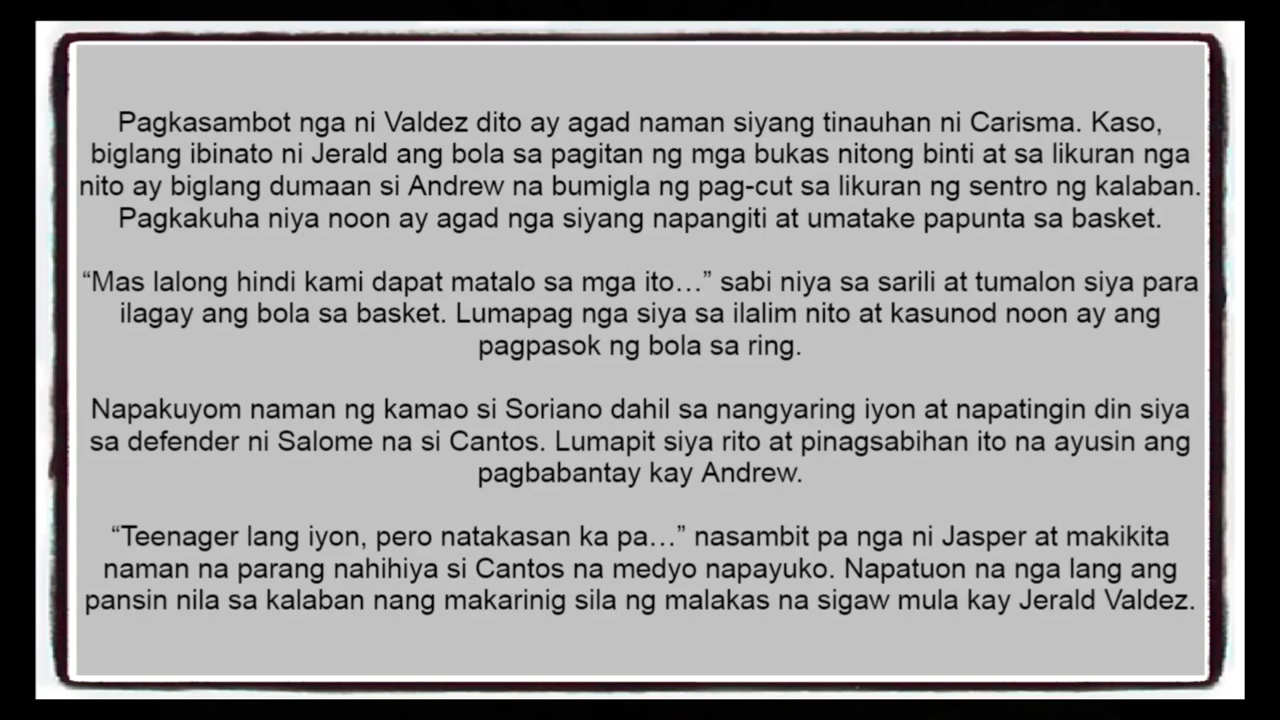 Pagkasambot nga ni Valdez dito ay agad naman siyang tinauhan ni Carisma. Kaso,
biglang ibinato ni Jerald ang bola sa pagitan ng mga bukas nitong binti at sa likuran nga
nito ay biglang dumaan si Andrew na bumigla ng pag-cut sa likuran ng sentro ng kalaban.
Pagkakuha niya noon ay agad nga siyang napangiti at umatake papunta sa basket.
“Mas lalong hindi kami dapat matalo sa mga ito…” sabi niya sa sarili at tumalon siya para
ilagay ang bola sa basket. Lumapag nga siya sa ilalim nito at kasunod noon ay ang
pagpasok ng bola sa ring.
Napakuyom naman ng kamao si Soriano dahil sa nangyaring iyon at napatingin din siya
sa defender ni Salome na si Cantos. Lumapit siya rito at pinagsabihan ito na ayusin ang
pagbabantay kay Andrew.
“Teenager lang iyon, pero natakasan ka pa…” nasambit pa nga ni Jasper at makikita
naman na parang nahihiya si Cantos na medyo napayuko. Napatuon na nga lang ang
pansin nila sa kalaban nang makarinig sila ng malakas na sigaw mula kay Jerald Valdez.